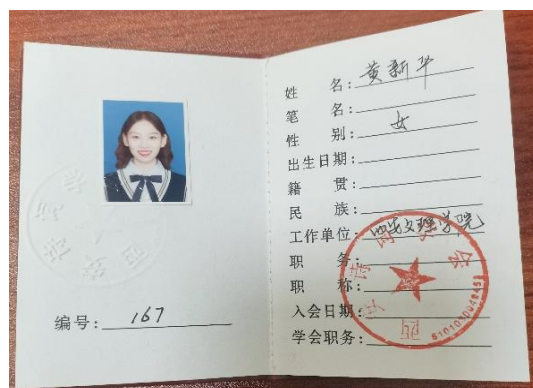 编号：167
姓 名：黄新平
笔 名：
性 别：女
出生日期：
籍 贯：
民 族：
工作单位：西安文理学院
职 务：
职 称：
入会日期：
学会职务：